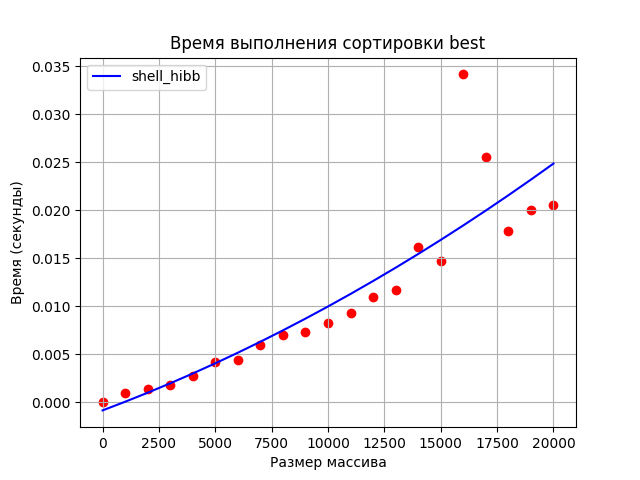 Время выполнения сортировки best
shell_hibb
Время (секунды)
0.035
0.030
0.025
0.020
0.015
0.010
0.005
0.000
0 2500 5000 7500 10000 12500 15000 17500 20000
Размер массива